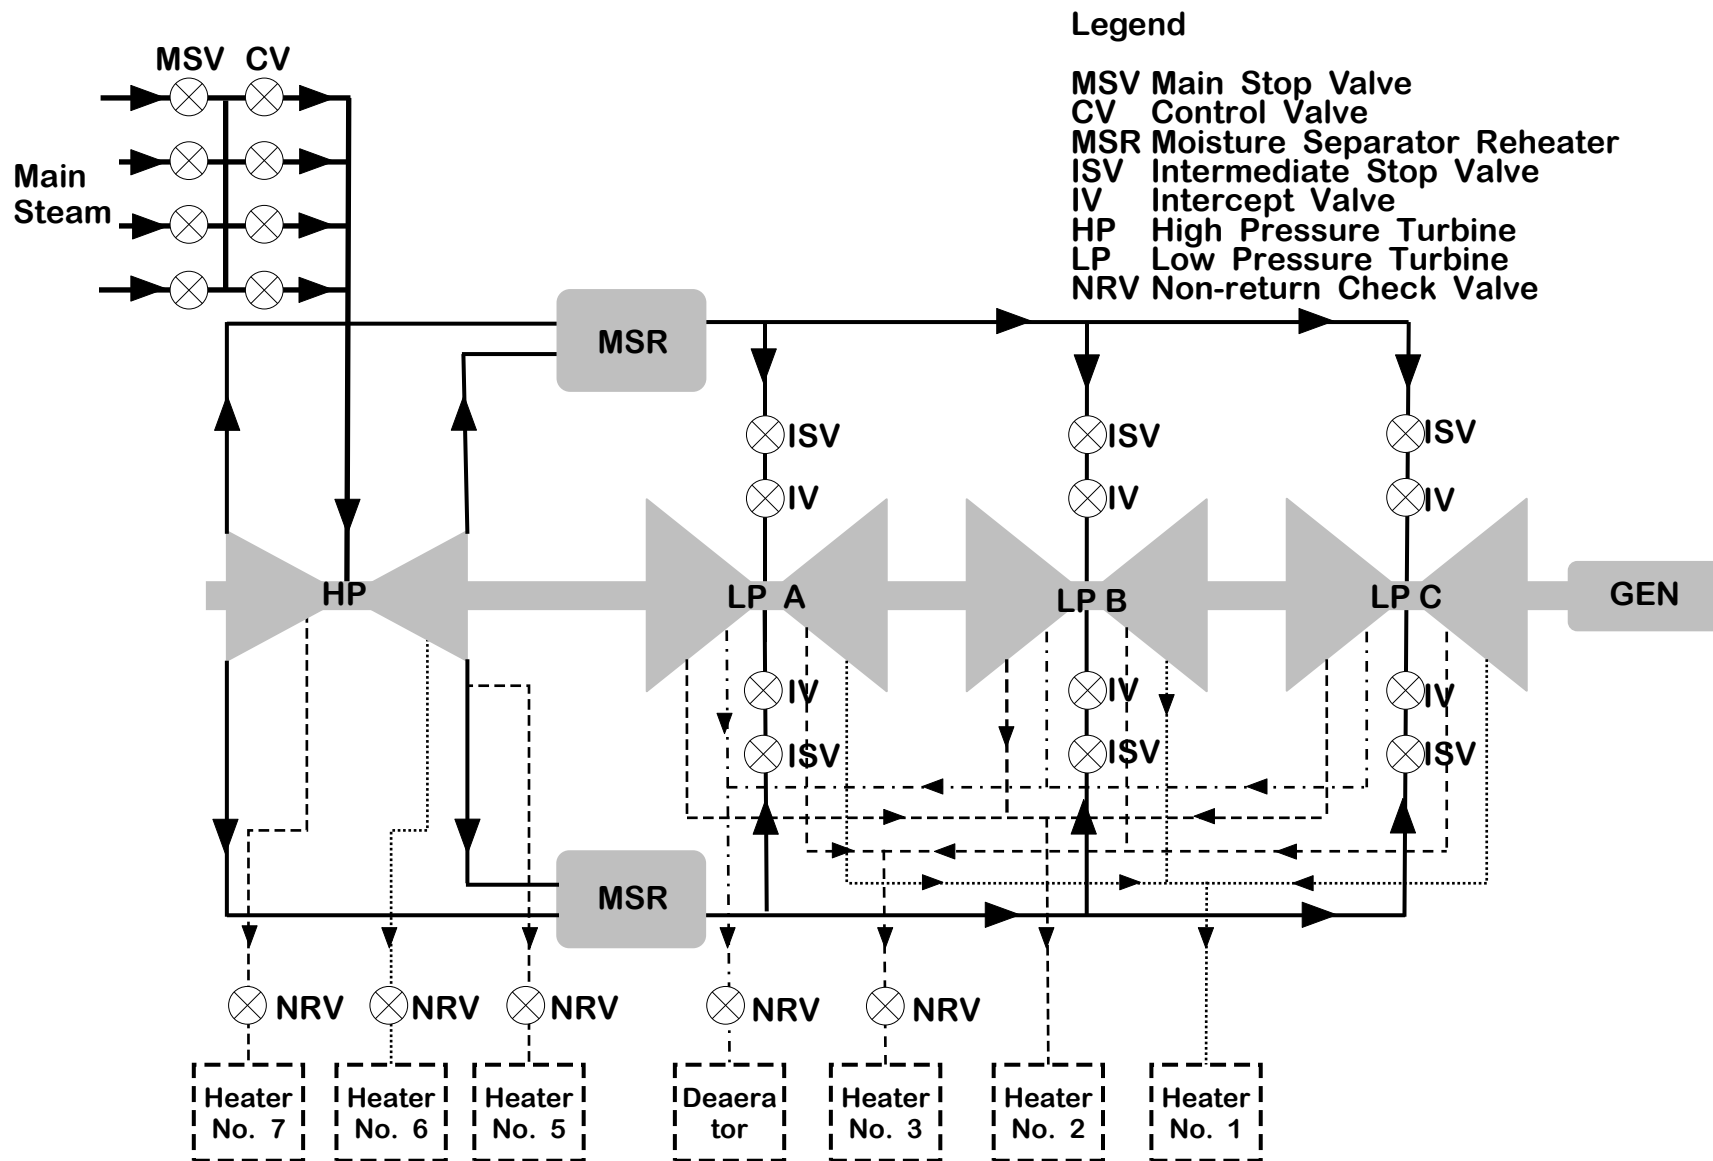 Legend
MSV Main Stop Valve
CV Control Valve
MSR Moisture Separator Reheater
ISV Intermediate Stop Valve
IV Intercept Valve
HP High Pressure Turbine
LP Low Pressure Turbine
NRV Non-return Check Valve
MSV CV
Main
Steam
MSR
ISV ISV ISV
IV IV IV
HP LP A LP B LP C GEN
IV IV IV
ISV ISV ISV
MSR
NRV NRV NRV NRV NRV
Heater
No. 7
Heater
No. 6
Heater
No. 5
Deaera
tor
Heater
No. 3
Heater
No. 2
Heater
No. 1